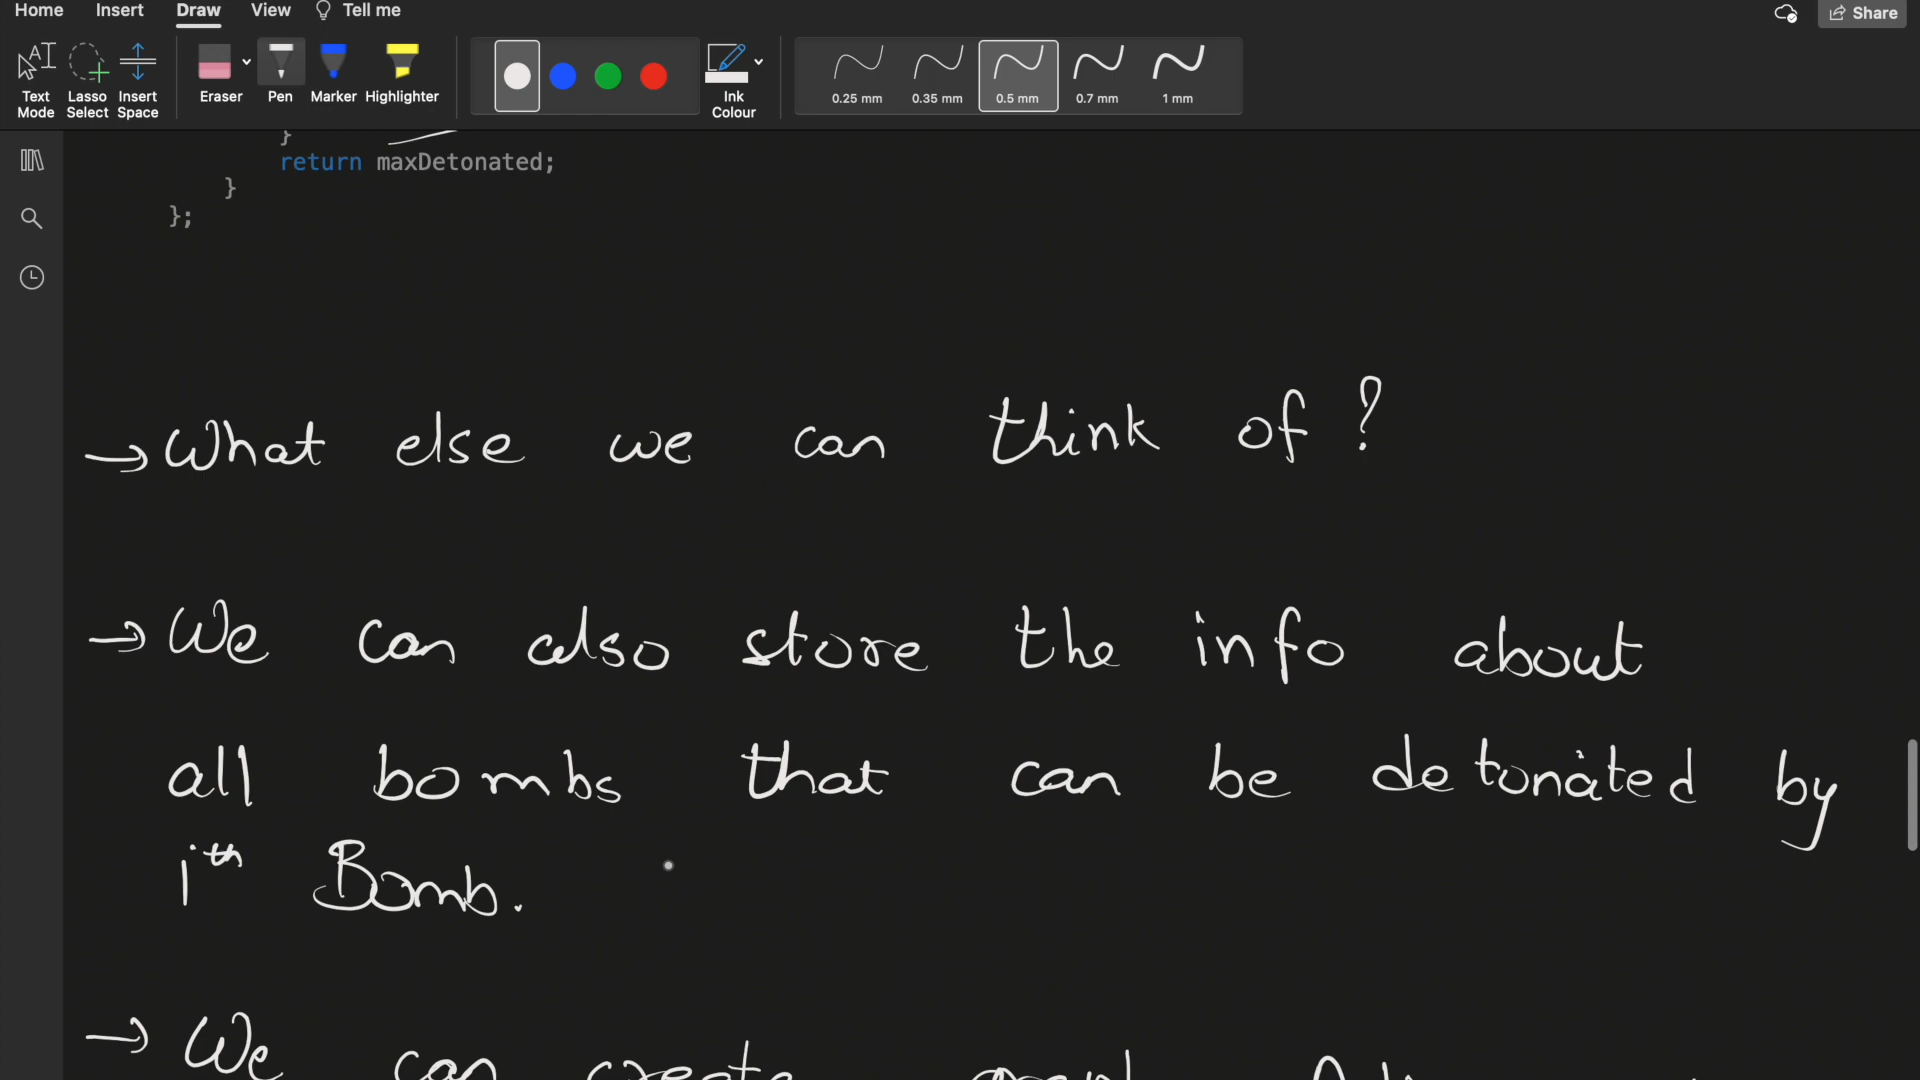 Home Insert Draw View Tell me Share
Text Mode
Lasso Select
Insert Space
Eraser
Pen
Marker
Highlighter
Ink Colour
0.25 mm
0.35 mm
0.5 mm
0.7 mm
1 mm
}
return maxDetonated;
}
};
→ What else we can think of ?
→ We can also store the info about
all bombs that can be detonated by
ith Bomb.
→ We can create